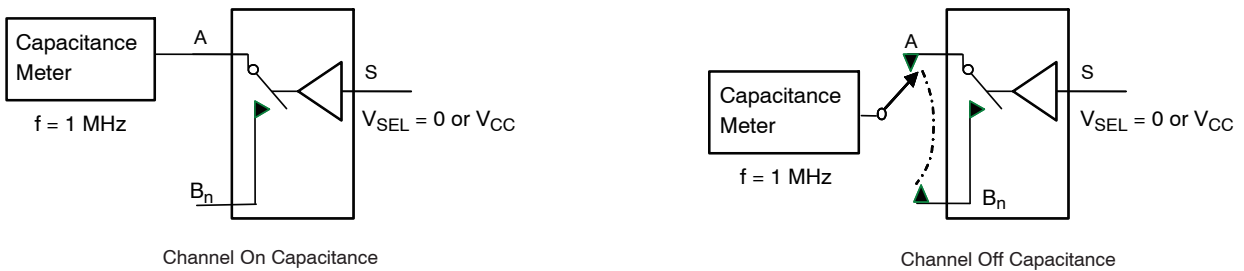 Capacitance
Meter
A
f = 1 MHz
S
V_SEL = 0 or V_CC
B_n
Channel On Capacitance
Capacitance
Meter
f = 1 MHz
A
S
V_SEL = 0 or V_CC
B_n
Channel Off Capacitance